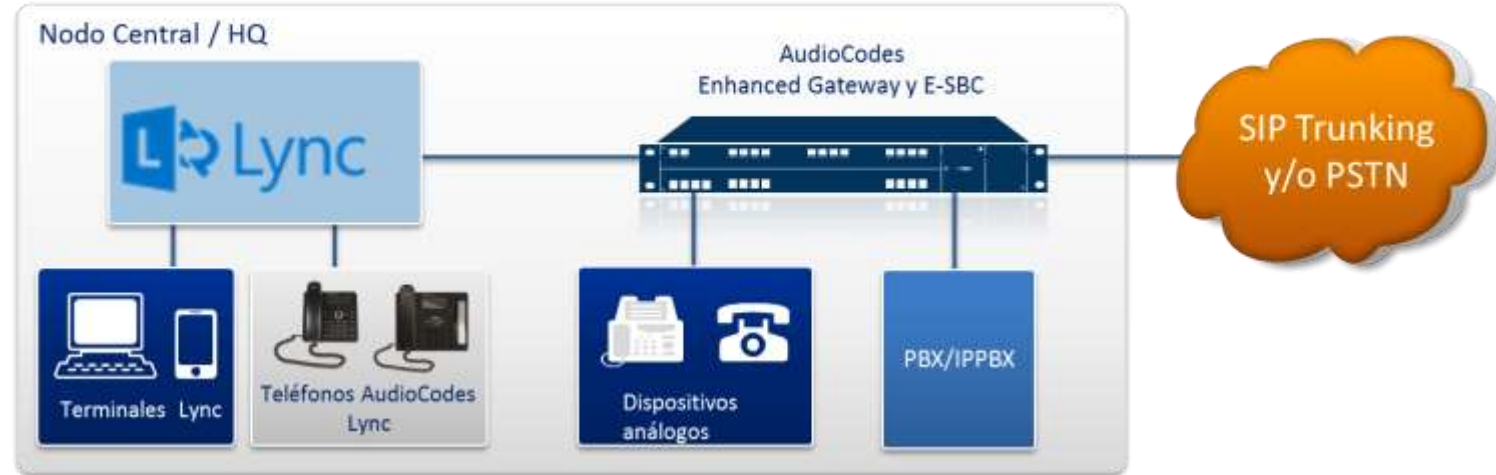 Nodo Central / HQ
Lync
AudioCodes
Enhanced Gateway y E-SBC
SIP Trunking
y/o PSTN
Terminales Lync
Teléfonos AudioCodes
Lync
Dispositivos
análogos
PBX/IPPBX